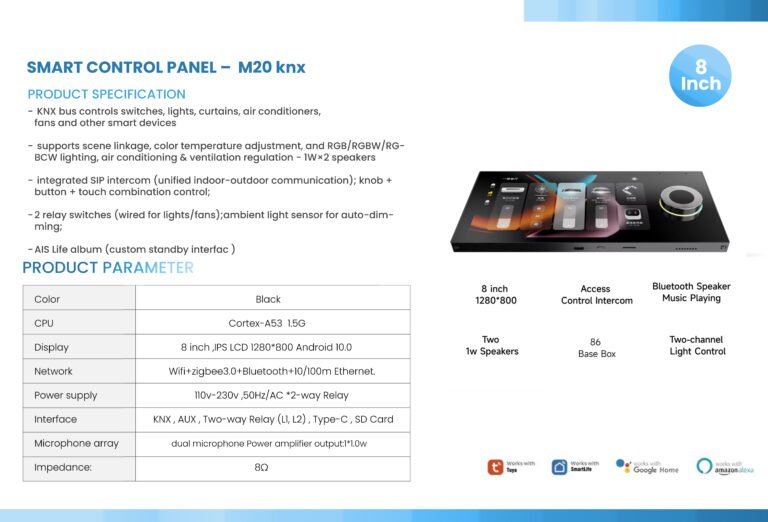 8
Inch
SMART CONTROL PANEL – M20 knx
PRODUCT SPECIFICATION
- KNX bus controls switches, lights, curtains, air conditioners,
fans and other smart devices
- supports scene linkage, color temperature adjustment, and RGB/RGBW/RG-
BCW lighting, air conditioning & ventilation regulation - 1W×2 speakers
- integrated SIP intercom (unified indoor-outdoor communication); knob +
button + touch combination control;
-2 relay switches (wired for lights/fans);ambient light sensor for auto-dim-
ming;
-AIS Life album (custom standby interfac )
PRODUCT PARAMETER
Color Black
CPU Cortex-A53 1.5G
Display 8 inch ,IPS LCD 1280*800 Android 10.0
Network Wifi+zigbee3.0+Bluetooth+10/100m Ethernet.
Power supply 110v-230v ,50Hz/AC *2-way Relay
Interface KNX , AUX , Two-way Relay (L1, L2) , Type-C , SD Card
Microphone array dual microphone Power amplifier output:1*1.0w
Impedance: 8Ω
8 inch
1280*800
Access
Control Intercom
Bluetooth Speaker
Music Playing
Two
1w Speakers
86
Base Box
Two-channel
Light Control
Works with
Tuya
Works with
SmartLife
works with
Google Home
works with
amazon alexa